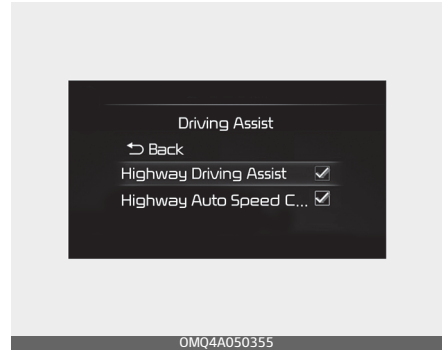 Driving Assist
Back
Highway Driving Assist
Highway Auto Speed C...
OMQ4A050355